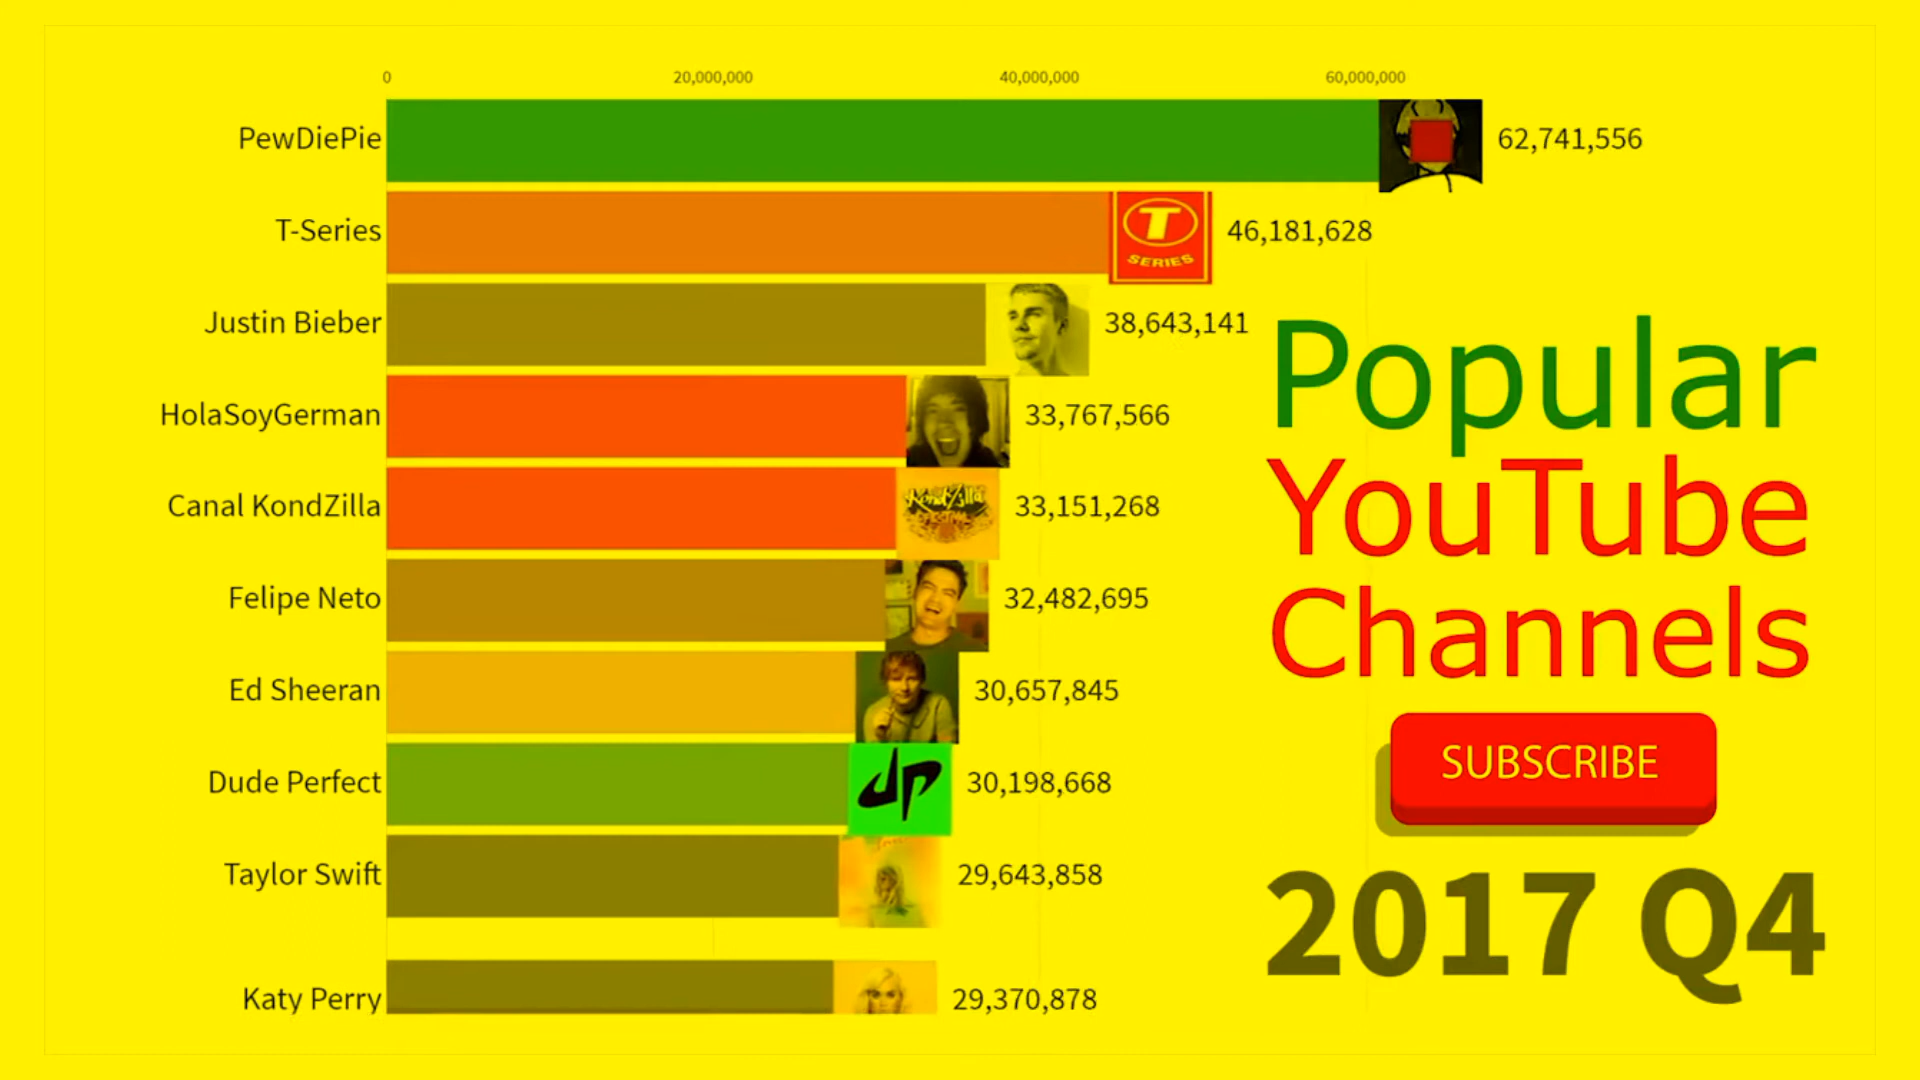 0 20,000,000 40,000,000 60,000,000
PewDiePie 62,741,556
T-Series T SERIES 46,181,628
Justin Bieber 38,643,141
HolaSoyGerman 33,767,566
Canal KondZilla KondZilla 33,151,268
Felipe Neto 32,482,695
Ed Sheeran 30,657,845
Dude Perfect dp 30,198,668
Taylor Swift 29,643,858
Katy Perry 29,370,878
Popular
YouTube
Channels
SUBSCRIBE
2017 Q4